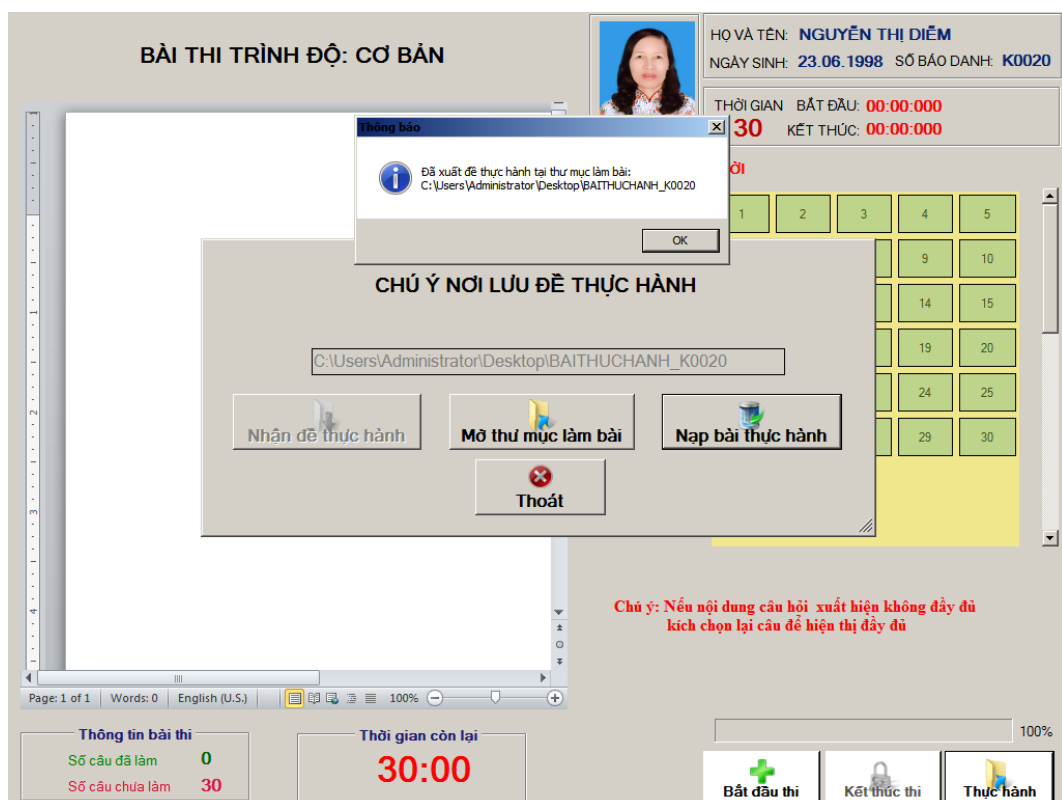 BÀI THI TRÌNH ĐỘ: CƠ BẢN
HỌ VÀ TÊN: NGUYỄN THỊ DIỄM
NGÀY SINH: 23.06.1998 SỐ BÁO DANH: K0020
THỜI GIAN BẮT ĐẦU: 00:00:000
30 KẾT THÚC: 00:00:000
Thông báo
Đã xuất đề thực hành tại thư mục làm bài:
C:\Users\Administrator\Desktop\BAITHUCHANH_K0020
OK
CHÚ Ý NƠI LƯU ĐỀ THỰC HÀNH
C:\Users\Administrator\Desktop\BAITHUCHANH_K0020
Nhận đề thực hành
Mở thư mục làm bài
Nạp bài thực hành
Thoát
1 2 3 4 5
9 10
14 15
19 20
24 25
29 30
1
2
3
4
Chú ý: Nếu nội dung câu hỏi xuất hiện không đầy đủ
kích chọn lại câu để hiện thị đầy đủ
Page: 1 of 1 Words: 0 English (U.S.) 100%
Thông tin bài thi
Số câu đã làm 0
Số câu chưa làm 30
Thời gian còn lại
30:00
100%
Bắt đầu thi
Kết thúc thi
Thực hành